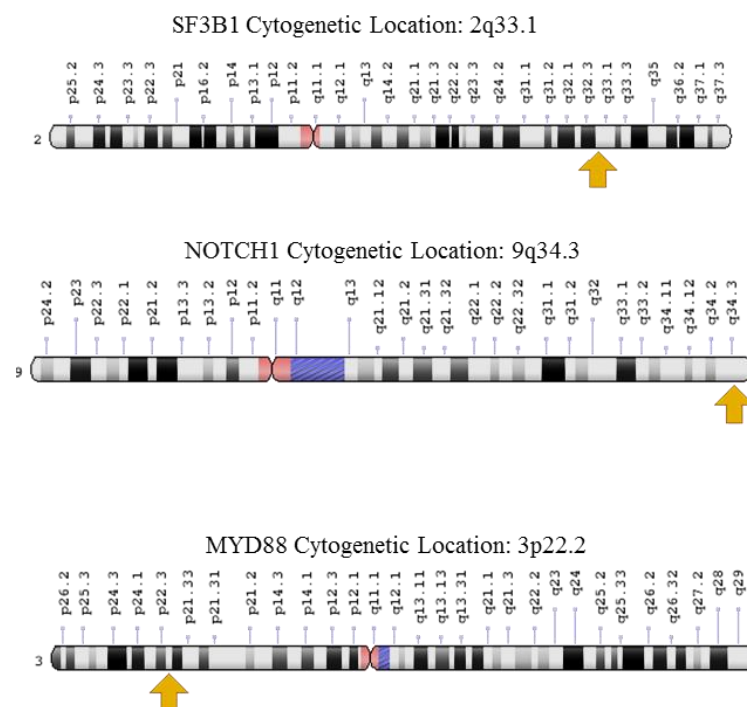 SF3B1 Cytogenetic Location: 2q33.1
p25.2 p24.3 p23.3 p22.3 p21 p16.2 p14 p13.1 p12 p11.2 q11.1 q12.1 q13 q14.2 q21.1 q21.3 q22.2 q23.3 q24.2 q31.1 q31.2 q32.1 q32.3 q33.1 q33.3 q35 q36.2 q37.1 q37.3
2
NOTCH1 Cytogenetic Location: 9q34.3
p24.2 p23 p22.3 p22.1 p21.2 p13.3 p13.2 p12 p11.2 q11 q12 q13 q21.12 q21.2 q21.31 q21.32 q22.1 q22.2 q22.32 q31.1 q31.2 q32 q33.1 q33.2 q34.11 q34.12 q34.2 q34.3
9
MYD88 Cytogenetic Location: 3p22.2
p26.2 p25.3 p24.3 p24.1 p22.3 p21.33 p21.31 p21.2 p14.3 p14.1 p12.3 p12.1 q11.1 q12.1 q13.11 q13.2 q13.31 q21.1 q21.3 q22.2 q23 q24 q25.2 q25.33 q26.2 q26.32 q27.2 q28 q29
3